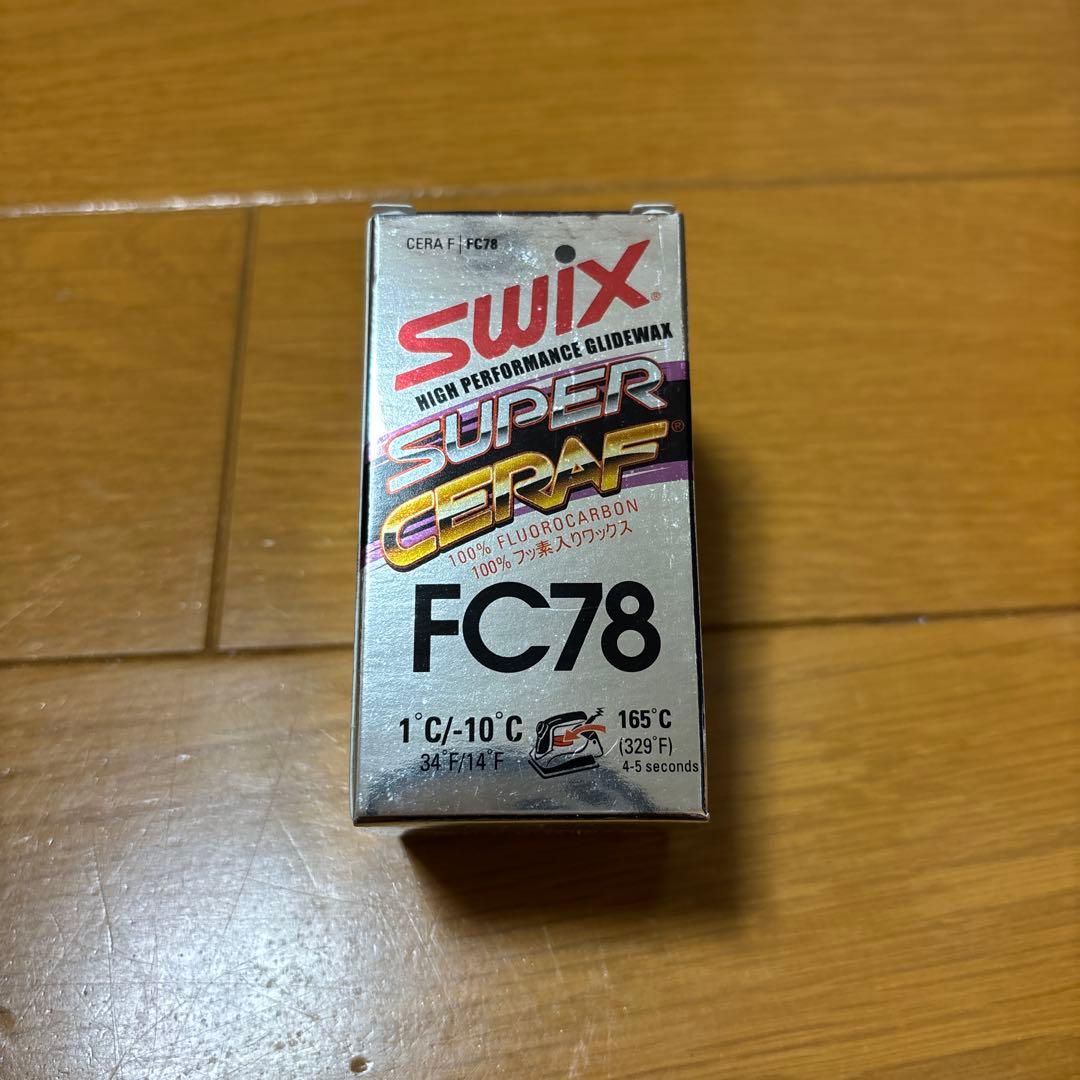 CERA F | FC78
SWIX®
HIGH PERFORMANCE GLIDEWAX
SUPER
CERAF®
100% FLUOROCARBON
100% フッ素入りワックス
FC78
1°C/-10°C
34°F/14°F
165°C
(329°F)
4-5 seconds